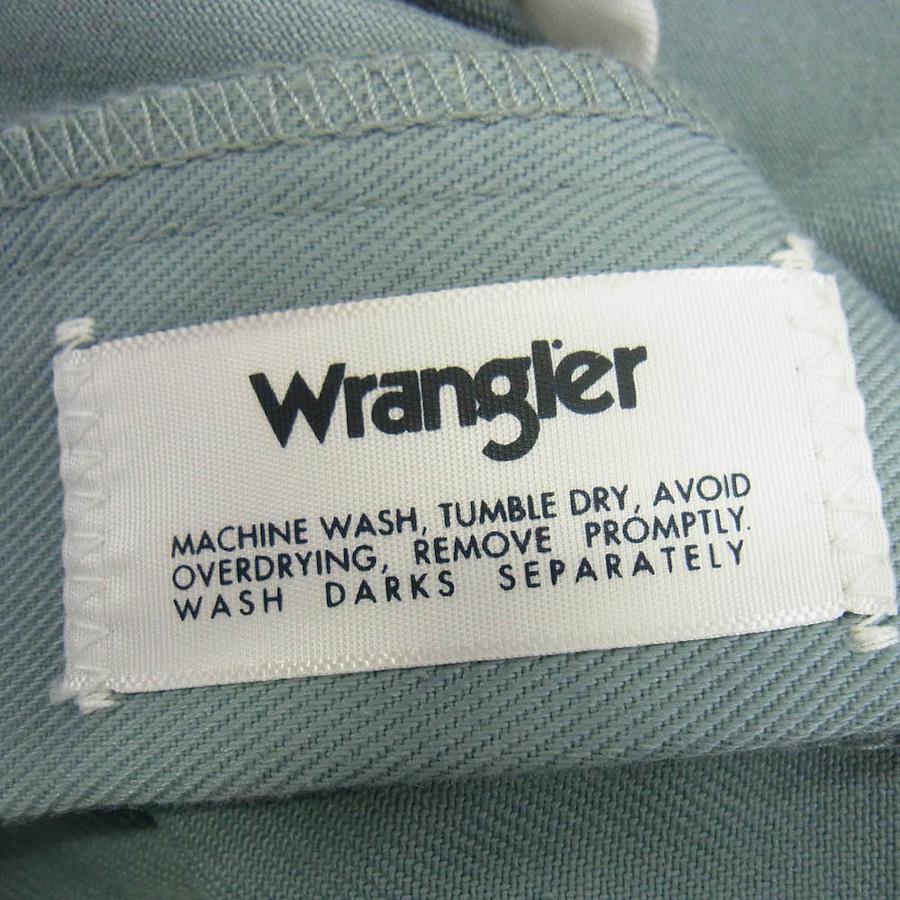 Wrangler
MACHINE WASH, TUMBLE DRY, AVOID
OVERDRYING, REMOVE PROMPTLY.
WASH DARKS SEPARATELY